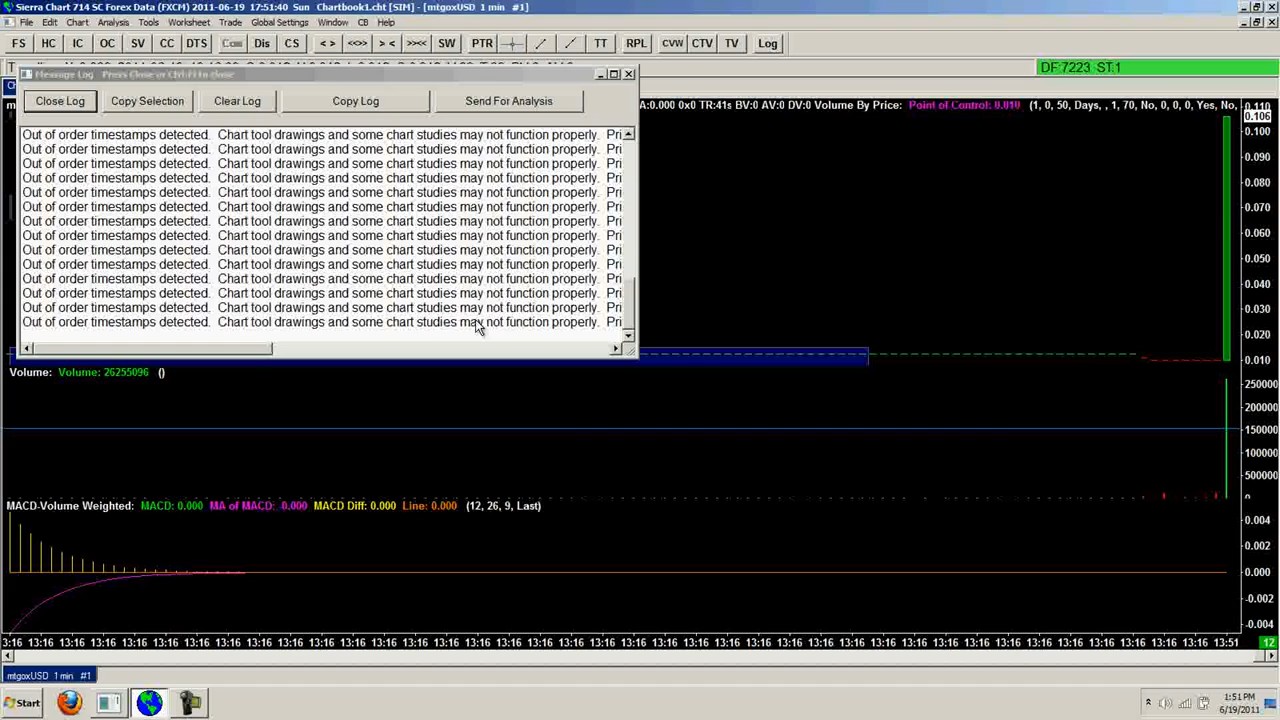 Sierra Chart 714 SC Forex Data (FXCM) 2011-06-19 17:51:40 Sun Chartbook1.cht [SIM] - [mtgoxUSD 1 min #1]
File Edit Chart Analysis Tools Worksheet Trade Global Settings Window CB Help
FS HC IC OC SV CC DTS Com Dis CS < > <<>> > < >>< SW PTR TT RPL CVW CTV TV Log
DF:7223 ST:1
Message Log Press Close or Ctrl-H to close
Close Log Copy Selection Clear Log Copy Log Send For Analysis
A:0.000 0x0 TR:41s BV:0 AV:0 DV:0 Volume By Price: Point of Control: 0.010 (1, 0, 50, Days, , 1, 70, No, 0, 0, 0, Yes, No,
Out of order timestamps detected. Chart tool drawings and some chart studies may not function properly. Pri
Out of order timestamps detected. Chart tool drawings and some chart studies may not function properly. Pri
Out of order timestamps detected. Chart tool drawings and some chart studies may not function properly. Pri
Out of order timestamps detected. Chart tool drawings and some chart studies may not function properly. Pri
Out of order timestamps detected. Chart tool drawings and some chart studies may not function properly. Pri
Out of order timestamps detected. Chart tool drawings and some chart studies may not function properly. Pri
Out of order timestamps detected. Chart tool drawings and some chart studies may not function properly. Pri
Out of order timestamps detected. Chart tool drawings and some chart studies may not function properly. Pri
Out of order timestamps detected. Chart tool drawings and some chart studies may not function properly. Pri
Out of order timestamps detected. Chart tool drawings and some chart studies may not function properly. Pri
Out of order timestamps detected. Chart tool drawings and some chart studies may not function properly. Pri
Out of order timestamps detected. Chart tool drawings and some chart studies may not function properly. Pri
Out of order timestamps detected. Chart tool drawings and some chart studies may not function properly. Pri
Out of order timestamps detected. Chart tool drawings and some chart studies may not function properly. Pri
0.110
0.106
0.100
0.090
0.080
0.070
0.060
0.050
0.040
0.030
0.020
0.010
Volume: Volume: 26255096 ()
250000
200000
150000
100000
500000
0
MACD-Volume Weighted: MACD: 0.000 MA of MACD: -0.000 MACD Diff: 0.000 Line: 0.000 (12, 26, 9, Last)
0.004
0.002
0.000
-0.002
-0.004
3:16 13:16 13:16 13:16 13:16 13:16 13:16 13:16 13:16 13:16 13:16 13:16 13:16 13:16 13:16 13:16 13:16 13:16 13:16 13:16 13:16 13:16 13:16 13:16 13:16 13:16 13:16 13:16 13:16 13:51 12
mtgoxUSD 1 min #1
Start
1:51 PM
6/19/2011